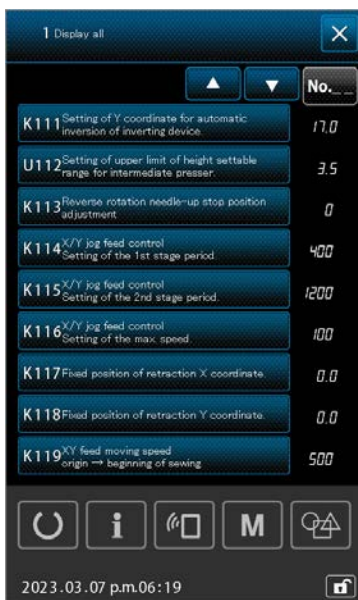 1 Display all
No.__
K111 Setting of Y coordinate for automatic
inversion of inverting device.
17.0
U112 Setting of upper limit of height settable
range for intermediate presser.
3.5
K113 Reverse rotation needle-up stop position
adjustment
0
K114 X/Y jog feed control
Setting of the 1st stage period.
400
K115 X/Y jog feed control
Setting of the 2nd stage period.
1200
K116 X/Y jog feed control
Setting of the max. speed.
100
K117 Fixed position of retraction X coordinate.
0.0
K118 Fixed position of retraction Y coordinate.
0.0
K119 XY feed moving speed
origin → beginning of sewing
500
i
M
2023.03.07 p.m.06:19